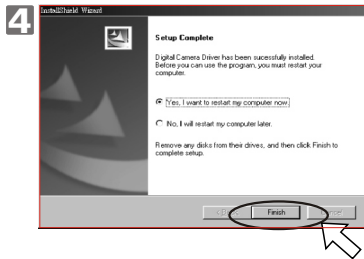 4
InstallShield Wizard
Setup Complete
Digital Camera Driver has been successfully installed.
Before you can use the program, you must restart your
computer.
Yes, I want to restart my computer now.
No, I will restart my computer later.
Remove any disks from their drives, and then click Finish to
complete setup.
Finish